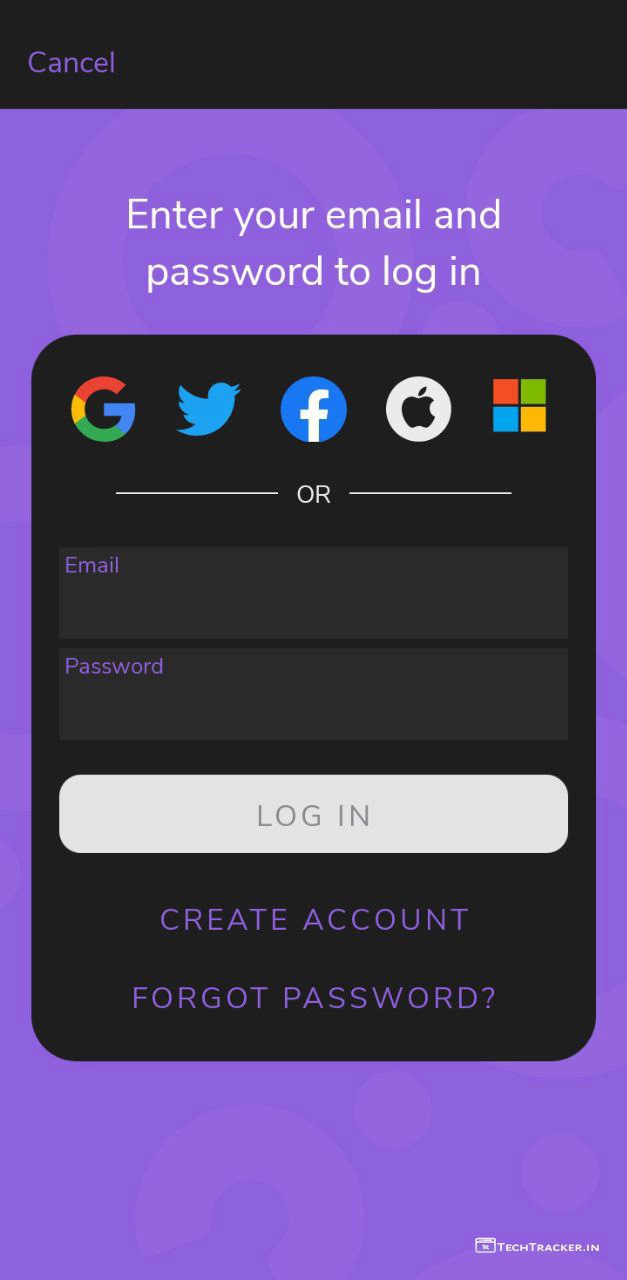 Cancel
Enter your email and
password to log in
OR
Email
Password
LOG IN
CREATE ACCOUNT
FORGOT PASSWORD?
TECHTRACKER.IN